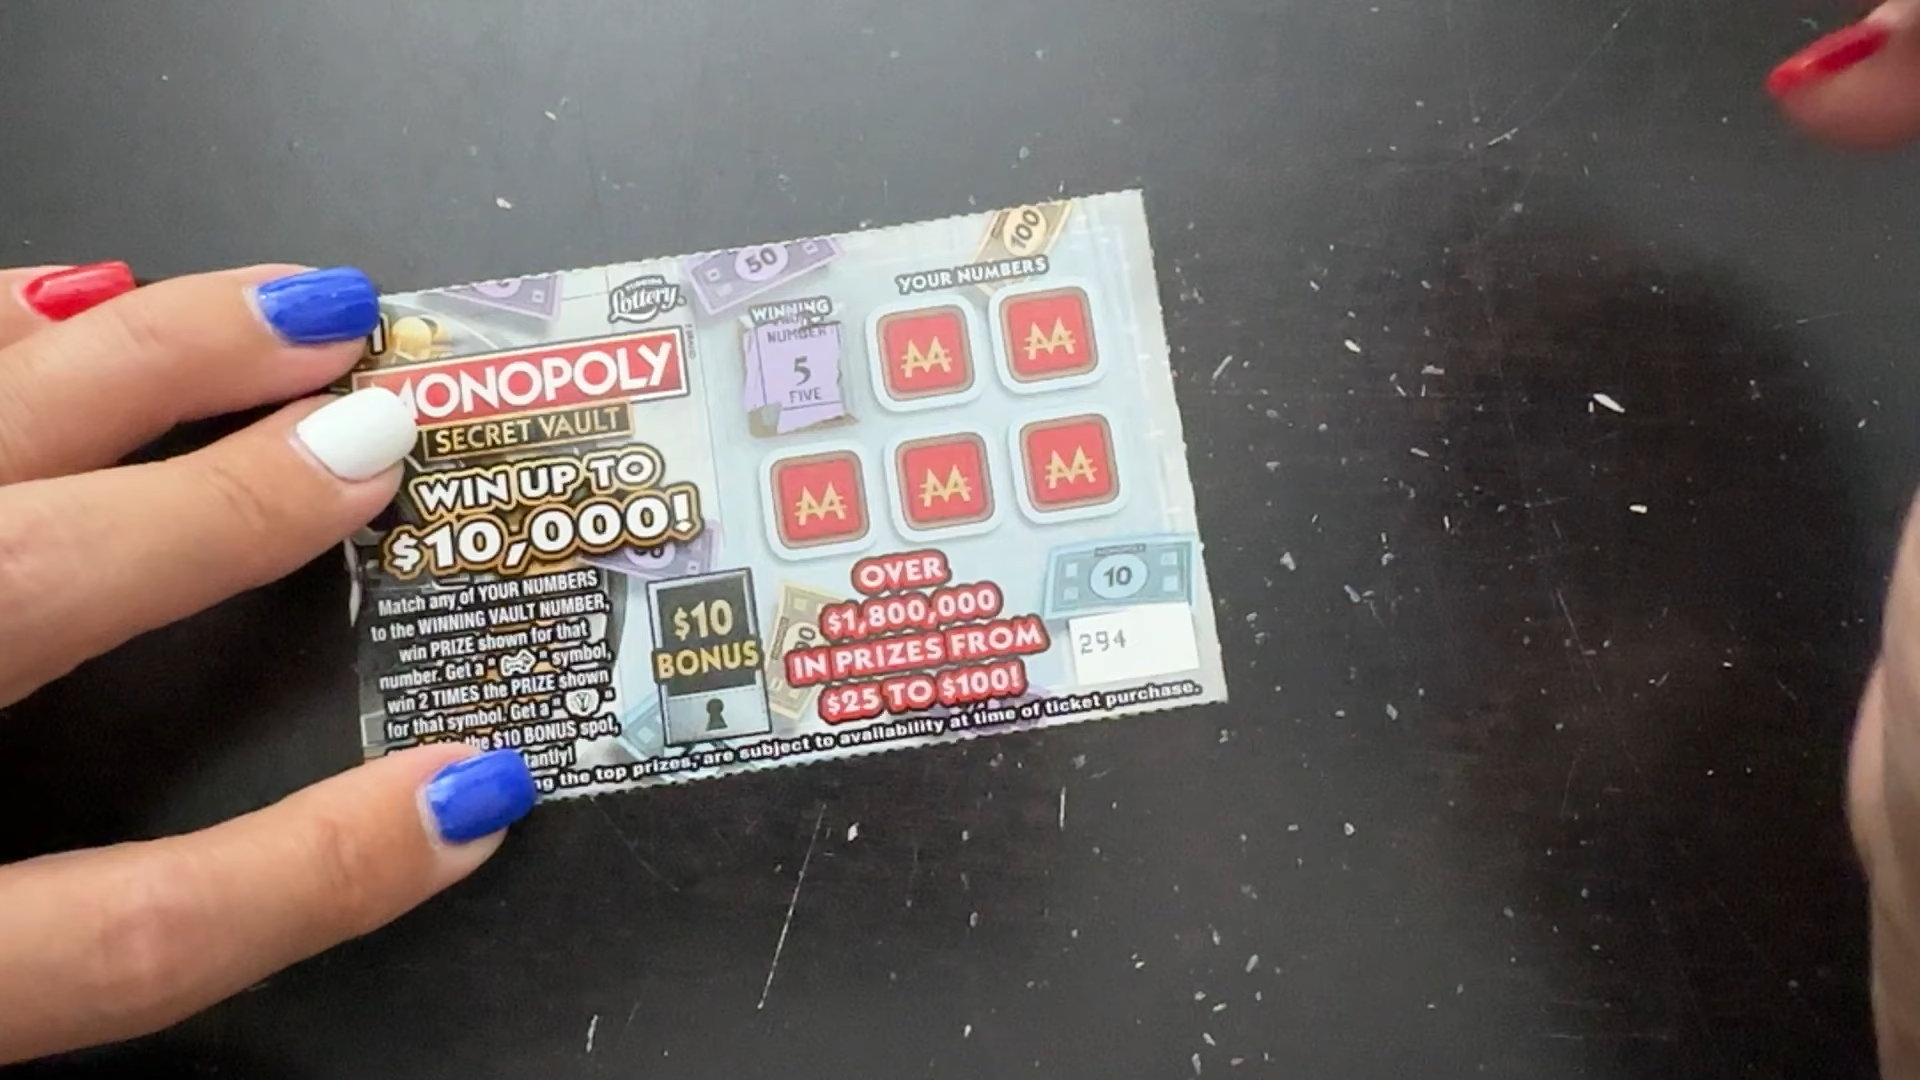 Lottery
MONOPOLY
SECRET VAULT
WIN UP TO
$10,000!
Match any of YOUR NUMBERS
to the WINNING VAULT NUMBER,
win PRIZE shown for that
number. Get a " " symbol,
win 2 TIMES the PRIZE shown
for that symbol. Get a " "
the $10 BONUS spot,
50
100
WINNING
NUMBER
5
FIVE
YOUR NUMBERS
$10
BONUS
OVER
$1,800,000
IN PRIZES FROM
$25 TO $100!
MONOPOLY
10
294
the top prizes, are subject to availability at time of ticket purchase.